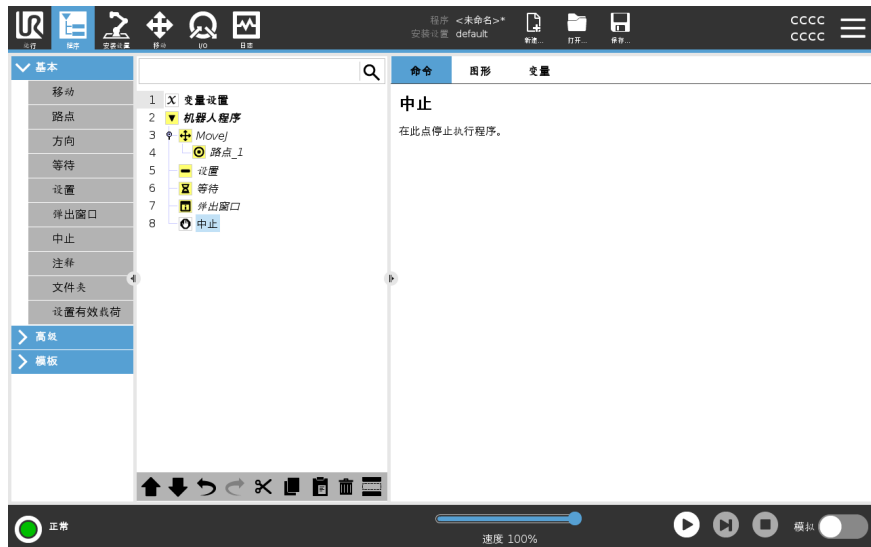 程序 <未命名>*
安装设置 default
CCCC
CCCC
运行
程序
安装设置
移动
I/O
日志
新建...
打开...
保存...
基本
移动
路点
方向
等待
设置
弹出窗口
中止
注释
文件夹
设置有效载荷
高级
模板
1 X 变量设置
2 机器人程序
3 MoveJ
4 路点_1
5 设置
6 等待
7 弹出窗口
8 中止
命令 图形 变量
中止
在此点停止执行程序。
正常
速度 100%
模拟